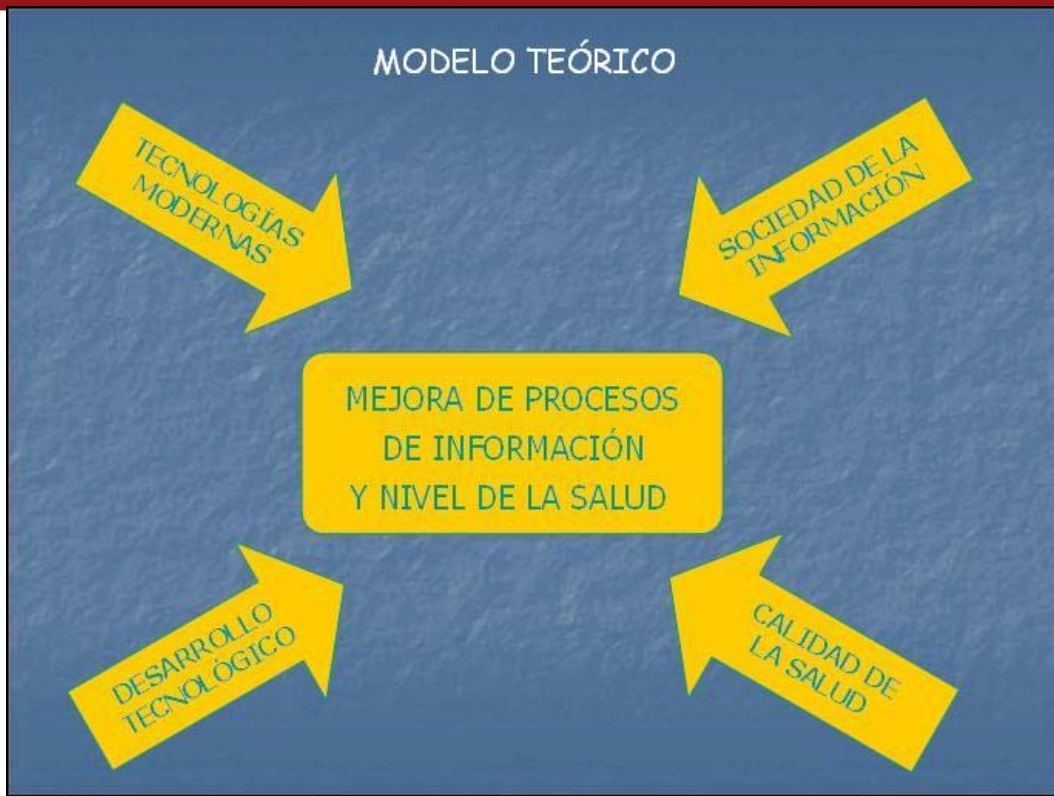 MODELO TEÓRICO
TECNOLOGÍAS
MODERNAS
SOCIEDAD DE LA
INFORMACIÓN
MEJORA DE PROCESOS
DE INFORMACIÓN
Y NIVEL DE LA SALUD
DESARROLLO
TECNOLÓGICO
CALIDAD DE
LA SALUD